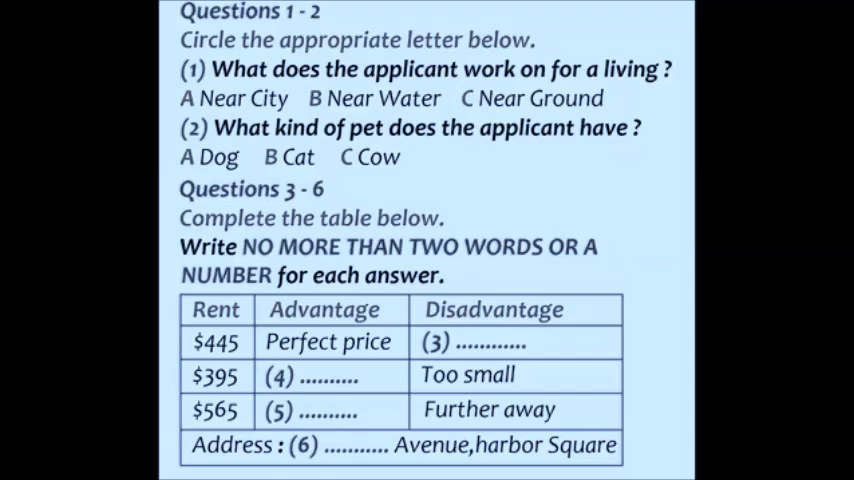 Questions 1 - 2
Circle the appropriate letter below.
(1) What does the applicant work on for a living ?
A Near City B Near Water C Near Ground
(2) What kind of pet does the applicant have ?
A Dog B Cat C Cow
Questions 3 - 6
Complete the table below.
Write NO MORE THAN TWO WORDS OR A
NUMBER for each answer.
Rent Advantage Disadvantage
$445 Perfect price (3) ............
$395 (4) .......... Too small
$565 (5) .......... Further away
Address : (6) ........... Avenue,harbor Square